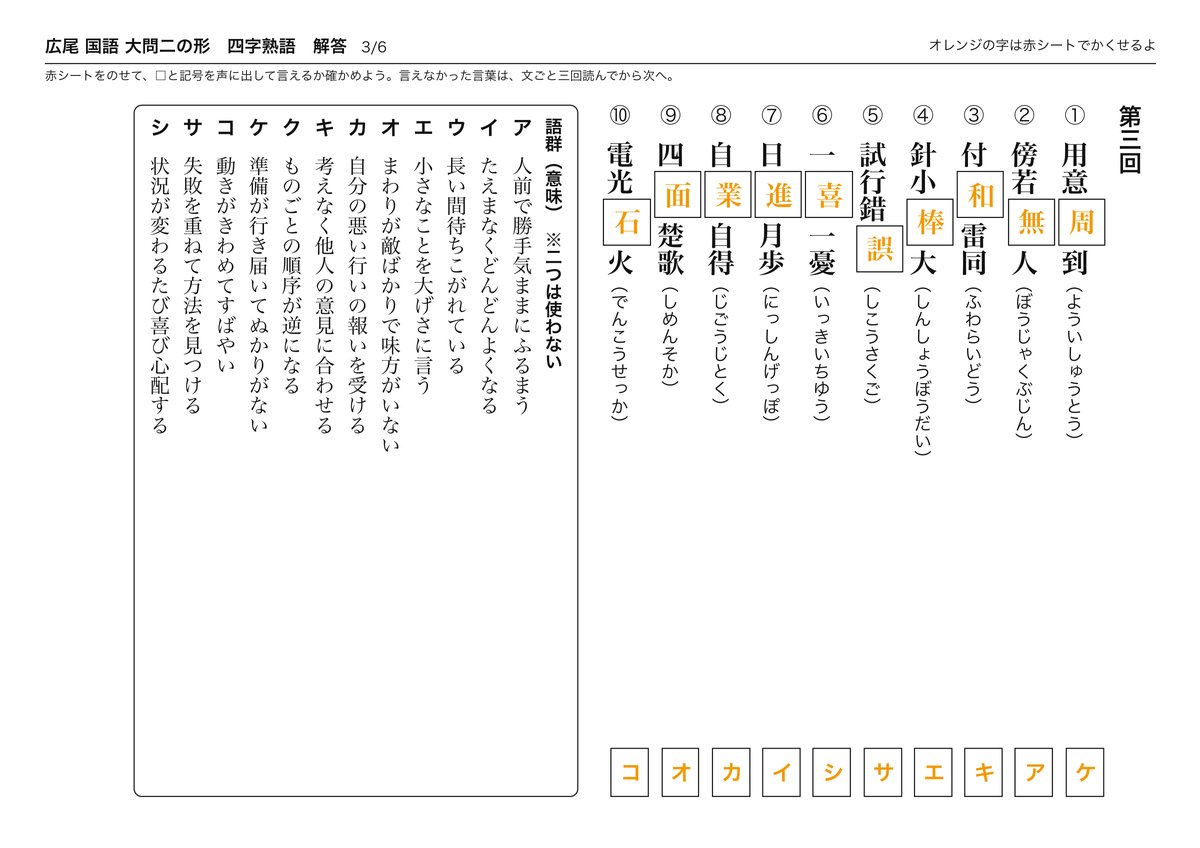 広尾 国語 大問二の形　四字熟語　解答　3/6
オレンジの字は赤シートでかくせるよ
赤シートをのせて、□と記号を声に出して言えるか確かめよう。言えなかった言葉は、文ごと三回読んでから次へ。
第三回
① 用意周到（よういしゅうとう） ケ
② 傍若無人（ぼうじゃくぶじん） ア
③ 付和雷同（ふわらいどう） キ
④ 針小棒大（しんしょうぼうだい） エ
⑤ 試行錯誤（しこうさくご） サ
⑥ 一喜一憂（いっきいちゆう） シ
⑦ 日進月歩（にっしんげっぽ） イ
⑧ 自業自得（じごうじとく） カ
⑨ 四面楚歌（しめんそか） オ
⑩ 電光石火（でんこうせっか） コ
語群（意味）　※二つは使わない
ア　人前で勝手気ままにふるまう
イ　たえまなくどんどんよくなる
ウ　長い間待ちこがれている
エ　小さなことを大げさに言う
オ　まわりが敵ばかりで味方がいない
カ　自分の悪い行いの報いを受ける
キ　考えなく他人の意見に合わせる
ク　ものごとの順序が逆になる
ケ　準備が行き届いてぬかりがない
コ　動きがきわめてすばやい
サ　失敗を重ねて方法を見つける
シ　状況が変わるたび喜び心配する